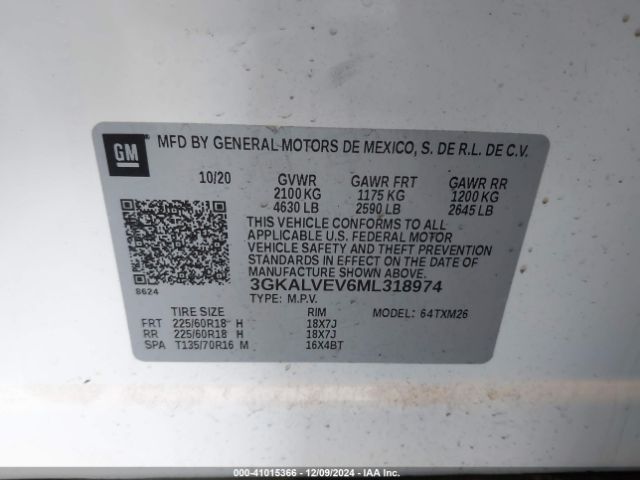 GM
MFD BY GENERAL MOTORS DE MEXICO, S. DE R.L. DE C.V.
10/20 GVWR GAWR FRT GAWR RR
2100 KG 1175 KG 1200 KG
4630 LB 2590 LB 2645 LB
THIS VEHICLE CONFORMS TO ALL
APPLICABLE U.S. FEDERAL MOTOR
VEHICLE SAFETY AND THEFT PREVENTION
STANDARDS IN EFFECT ON THE DATE OF
MANUFACTURE SHOWN ABOVE.
8624
3GKALVEV6ML318974
TYPE: M.P.V. MODEL: 64TXM26
TIRE SIZE RIM
FRT 225/60R18 H 18X7J
RR 225/60R18 H 18X7J
SPA T135/70R16 M 16X4BT
000-41015366 - 12/09/2024 - IAA Inc.